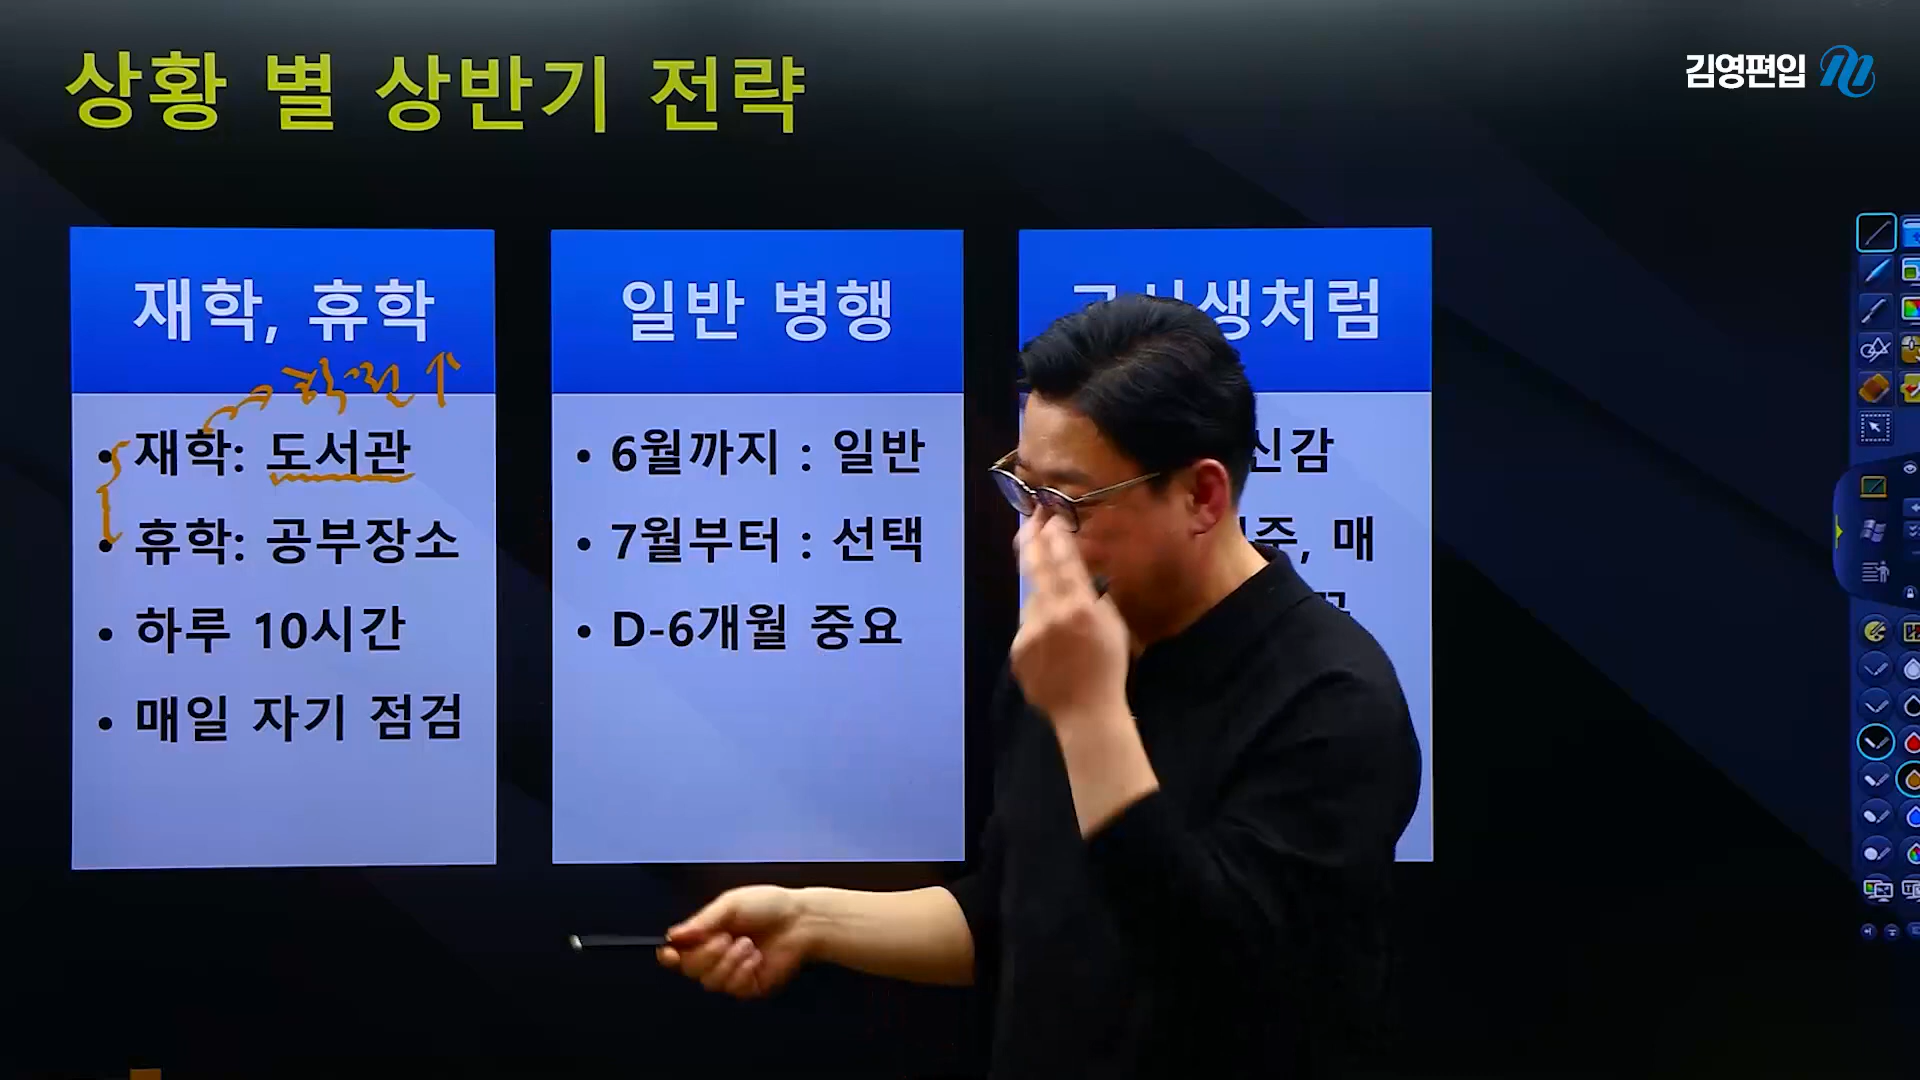 상황 별 상반기 전략
김영편입
재학, 휴학
학점 ↑
• 재학: 도서관
• 휴학: 공부장소
• 하루 10시간
• 매일 자기 점검
일반 병행
• 6월까지 : 일반
• 7월부터 : 선택
• D-6개월 중요
생처럼
신감
준, 매